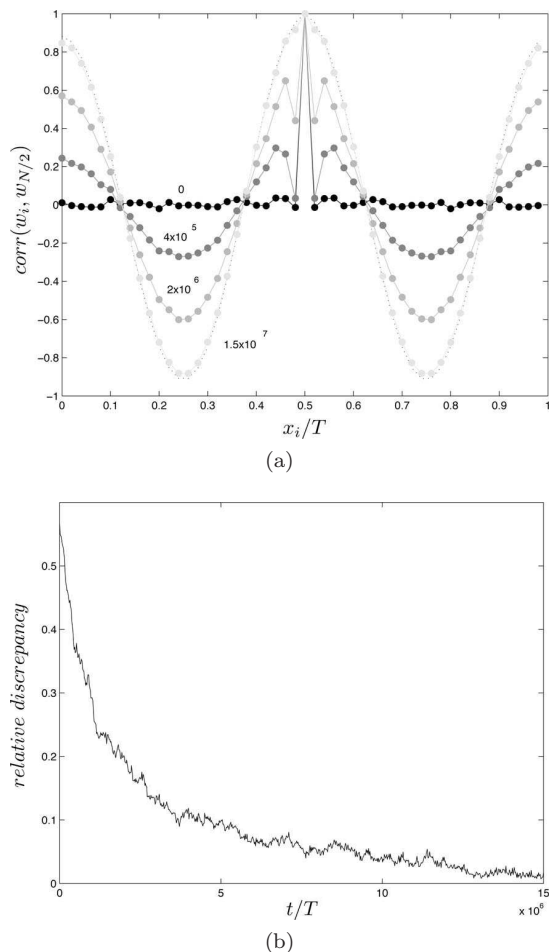 1
0.8
0.6
0.4
0.2
0
−0.2
−0.4
−0.6
−0.8
−1
corr(w_i, w_{N/2})
0
4x10^5
2x10^6
1.5x10^7
0 0.1 0.2 0.3 0.4 0.5 0.6 0.7 0.8 0.9 1
x_i/T
(a)
0.5
0.4
0.3
0.2
0.1
0
relative discrepancy
0 5 10 15
x 10^6
t/T
(b)